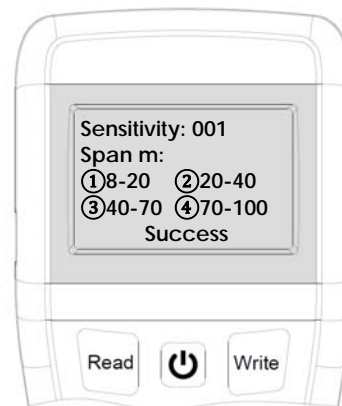 Sensitivity: 001
Span m:
①8-20 ②20-40
③40-70 ④70-100
Success
Read Write